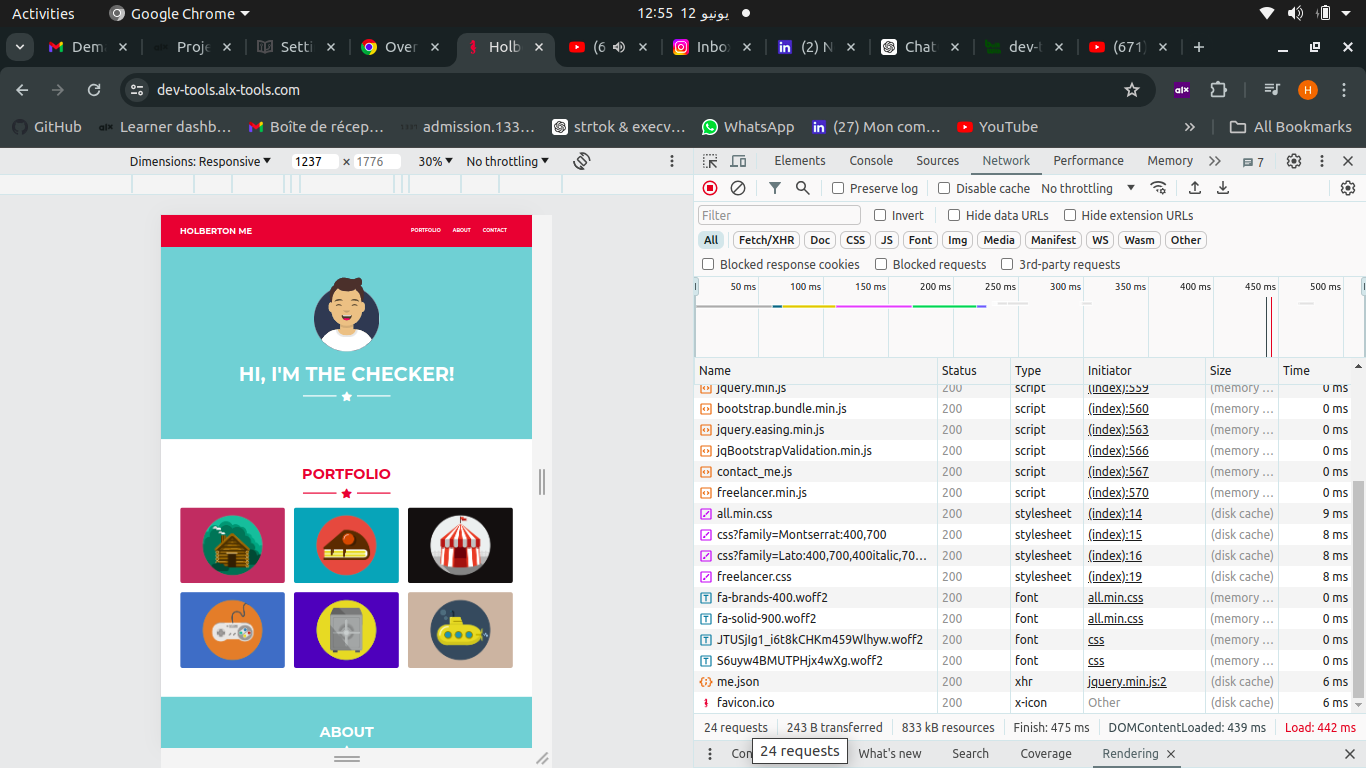 Activities Google Chrome 12:55 12 يونيو
Dem Proje Setti Over Holb (6 Inbo (2) N Chat dev- (671)
dev-tools.alx-tools.com alx H
GitHub Learner dashb… Boîte de récep… admission.133… strtok & execv… WhatsApp (27) Mon com… YouTube » All Bookmarks
Dimensions: Responsive 1237 × 1776 30% No throttling
Elements Console Sources Network Performance Memory » 7
Preserve log Disable cache No throttling
Filter Invert Hide data URLs Hide extension URLs
All Fetch/XHR Doc CSS JS Font Img Media Manifest WS Wasm Other
Blocked response cookies Blocked requests 3rd-party requests
50 ms 100 ms 150 ms 200 ms 250 ms 300 ms 350 ms 400 ms 450 ms 500 ms
Name Status Type Initiator Size Time
jquery.min.js 200 script (index):559 (memory … 0 ms
bootstrap.bundle.min.js 200 script (index):560 (memory … 0 ms
jquery.easing.min.js 200 script (index):563 (memory … 0 ms
jqBootstrapValidation.min.js 200 script (index):566 (memory … 0 ms
contact_me.js 200 script (index):567 (memory … 0 ms
freelancer.min.js 200 script (index):570 (memory … 0 ms
all.min.css 200 stylesheet (index):14 (disk cache) 9 ms
css?family=Montserrat:400,700 200 stylesheet (index):15 (disk cache) 8 ms
css?family=Lato:400,700,400italic,70… 200 stylesheet (index):16 (disk cache) 8 ms
freelancer.css 200 stylesheet (index):19 (disk cache) 8 ms
fa-brands-400.woff2 200 font all.min.css (memory … 0 ms
fa-solid-900.woff2 200 font all.min.css (memory … 0 ms
JTUSjIg1_i6t8kCHKm459Wlhyw.woff2 200 font css (memory … 0 ms
S6uyw4BMUTPHjx4wXg.woff2 200 font css (memory … 0 ms
me.json 200 xhr jquery.min.js:2 (disk cache) 6 ms
favicon.ico 200 x-icon Other (disk cache) 6 ms
24 requests 243 B transferred 833 kB resources Finish: 475 ms DOMContentLoaded: 439 ms Load: 442 ms
Con 24 requests What's new Search Coverage Rendering
HOLBERTON ME PORTFOLIO ABOUT CONTACT
HI, I'M THE CHECKER!
PORTFOLIO
ABOUT